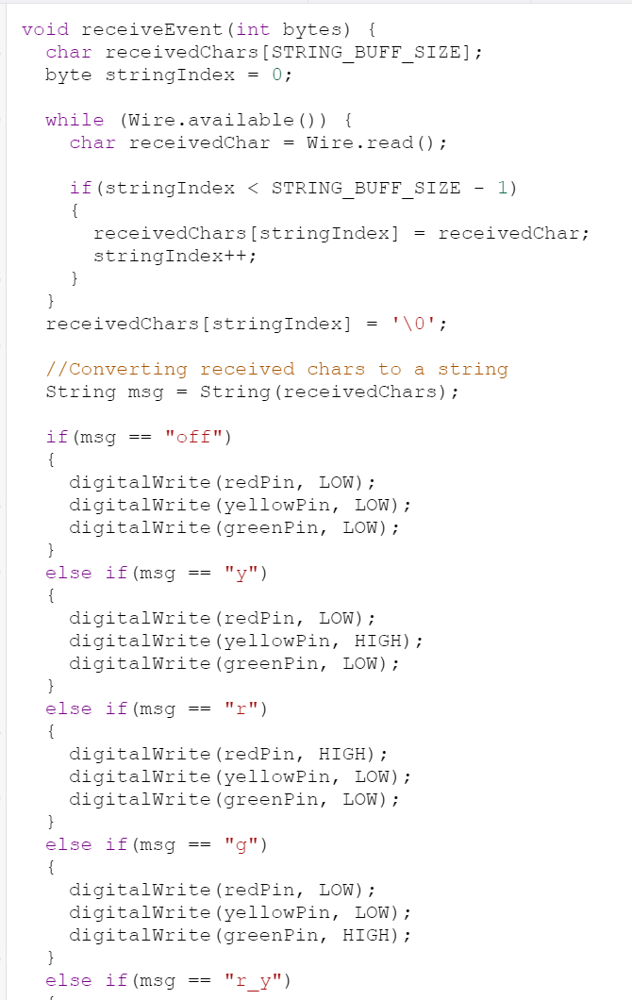 void receiveEvent(int bytes) {
  char receivedChars[STRING_BUFF_SIZE];
  byte stringIndex = 0;

  while (Wire.available()) {
    char receivedChar = Wire.read();

    if(stringIndex < STRING_BUFF_SIZE - 1)
    {
      receivedChars[stringIndex] = receivedChar;
      stringIndex++;
    }
  }
  receivedChars[stringIndex] = '\0';

  //Converting received chars to a string
  String msg = String(receivedChars);

  if(msg == "off")
  {
    digitalWrite(redPin, LOW);
    digitalWrite(yellowPin, LOW);
    digitalWrite(greenPin, LOW);
  }
  else if(msg == "y")
  {
    digitalWrite(redPin, LOW);
    digitalWrite(yellowPin, HIGH);
    digitalWrite(greenPin, LOW);
  }
  else if(msg == "r")
  {
    digitalWrite(redPin, HIGH);
    digitalWrite(yellowPin, LOW);
    digitalWrite(greenPin, LOW);
  }
  else if(msg == "g")
  {
    digitalWrite(redPin, LOW);
    digitalWrite(yellowPin, LOW);
    digitalWrite(greenPin, HIGH);
  }
  else if(msg == "r_y")
  {